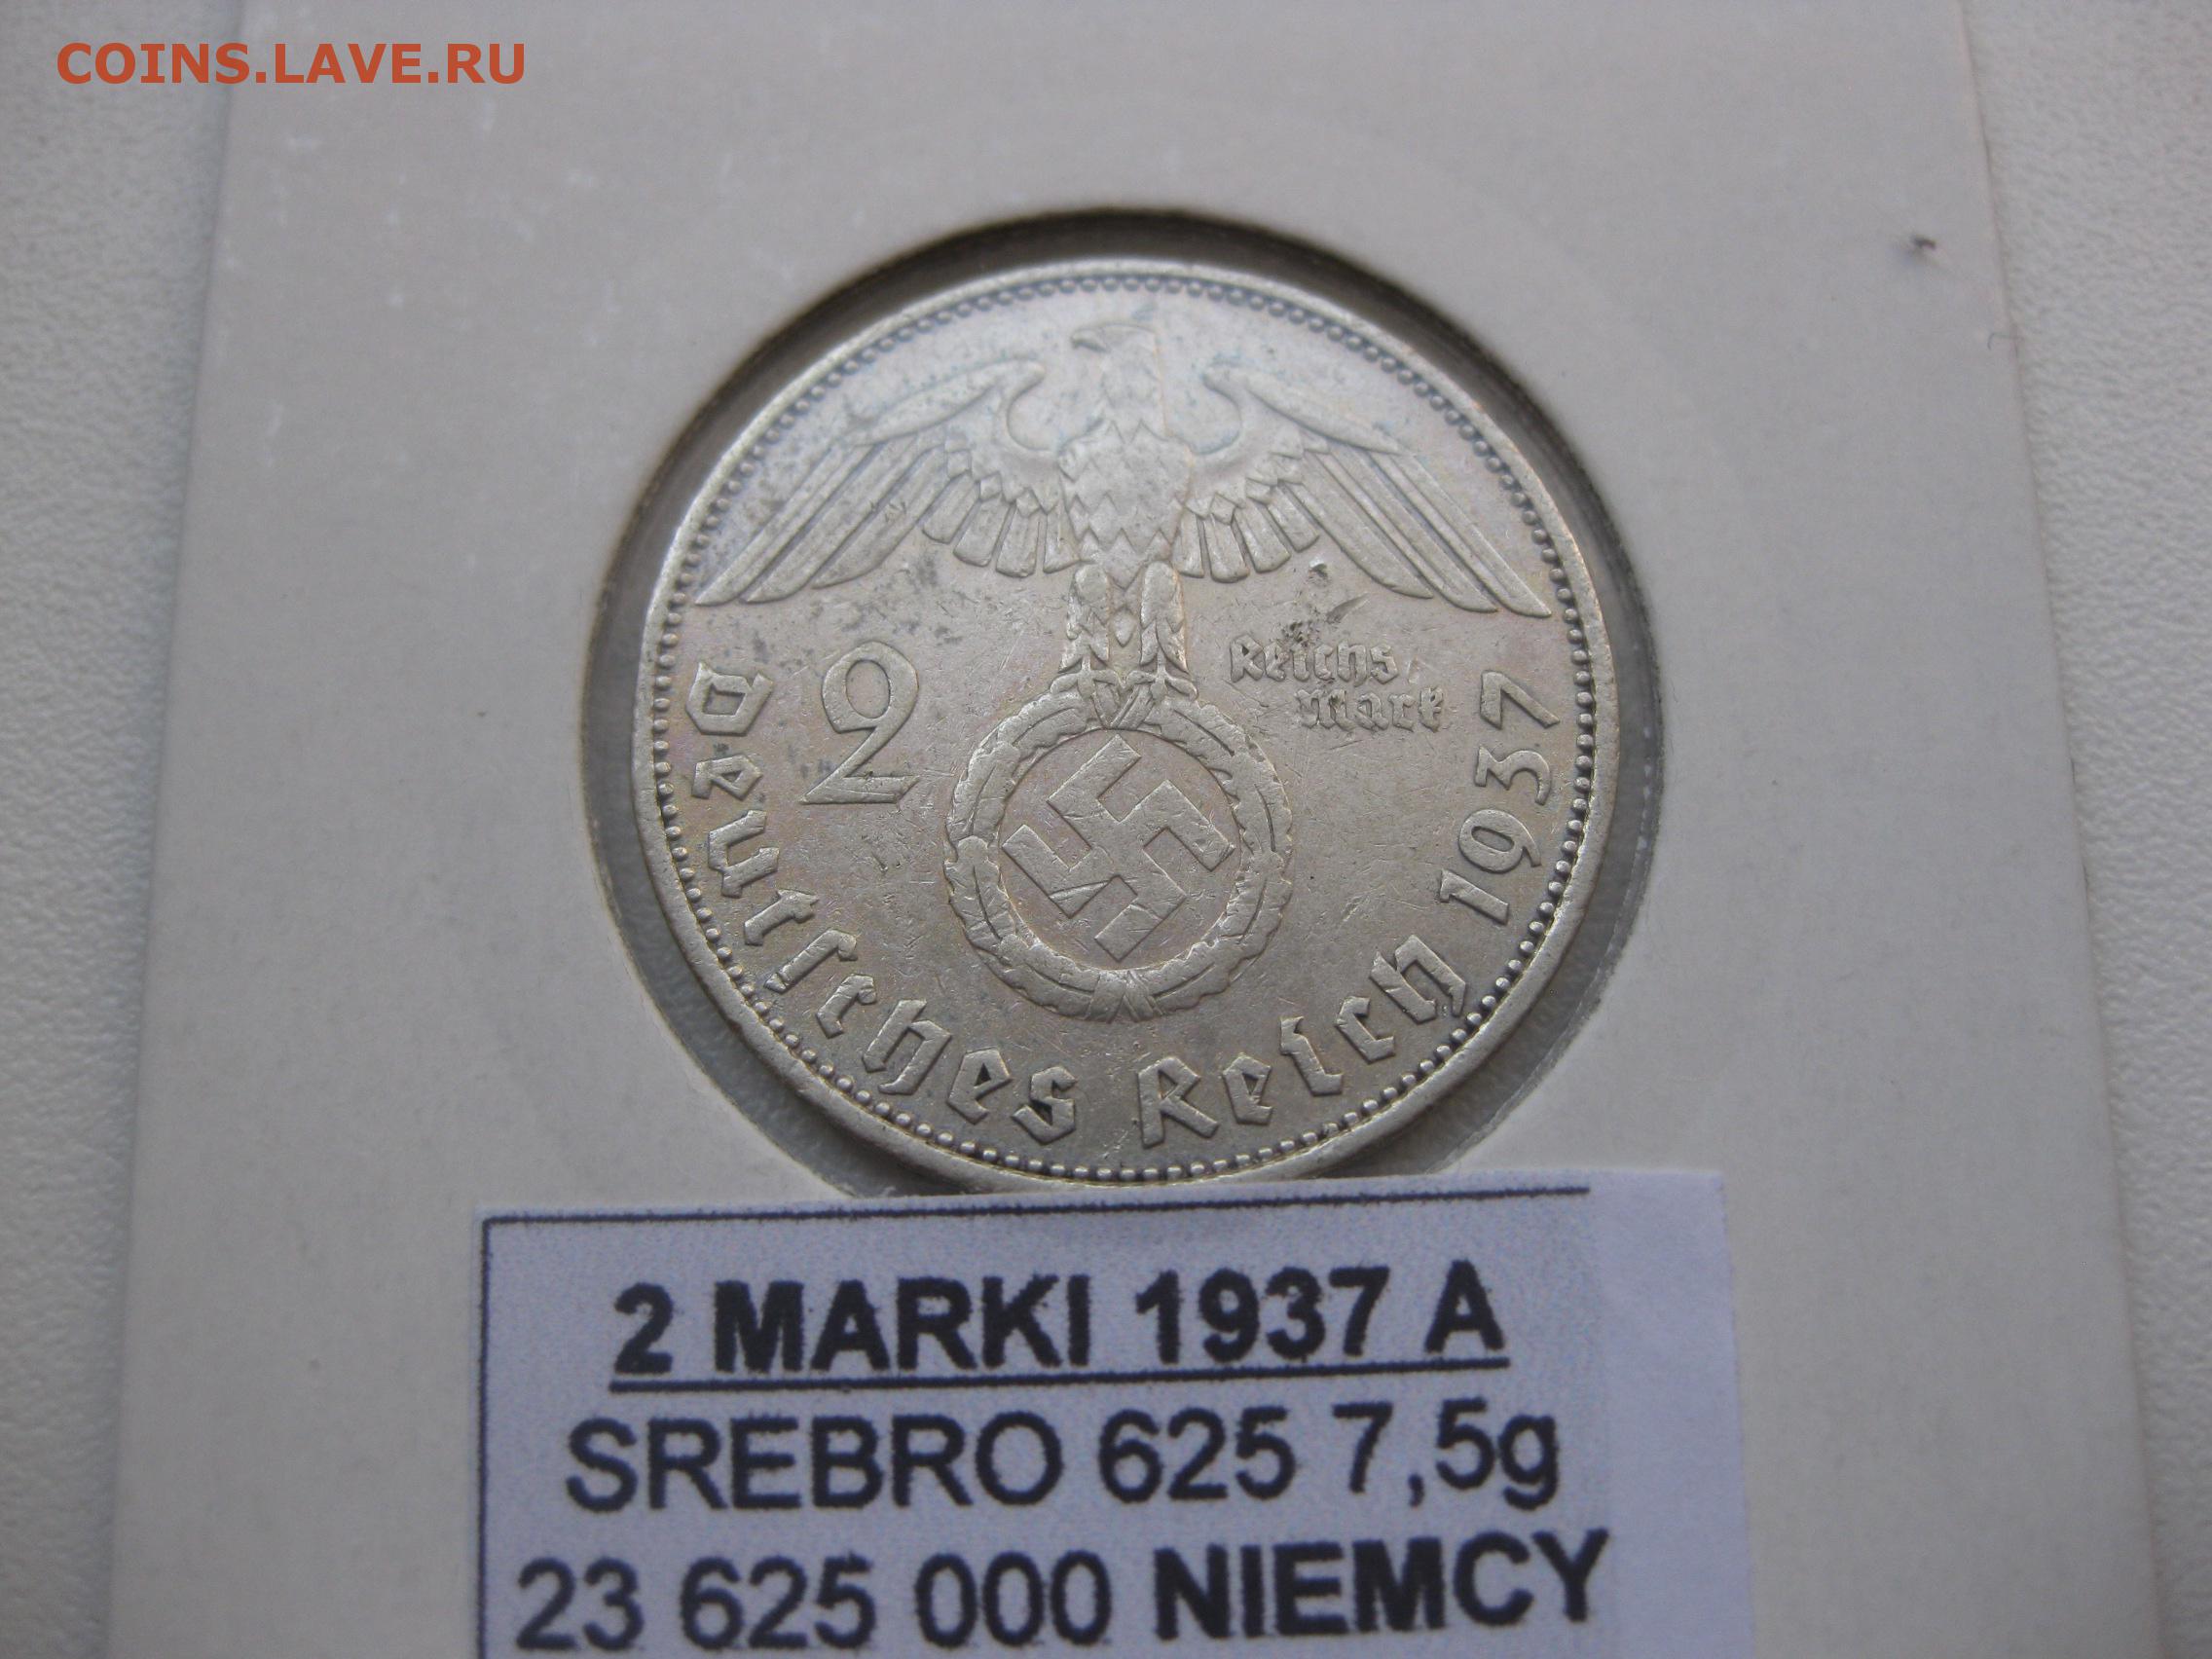 COINS.LAVE.RU
2
Reichs
mark
Deutsches Reich 1937
2 MARKI 1937 A
SREBRO 625 7,5g
23 625 000 NIEMCY